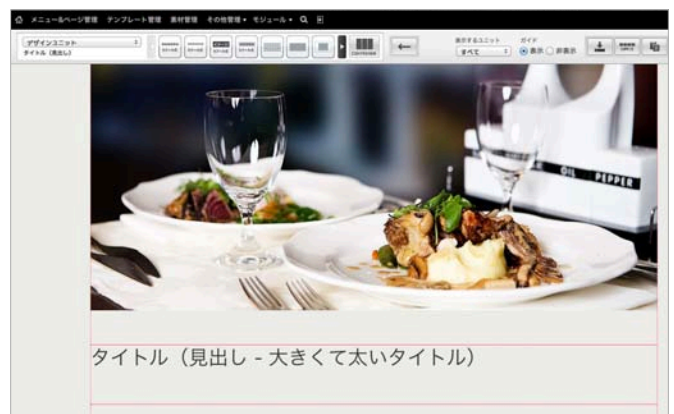 メニュー&ページ管理 テンプレート管理 素材管理 その他管理 モジュール
デザインユニット
タイトル (見出し)
CONTAINER
表示するユニット
すべて
ガイド
表示 非表示
OIL PEPPER
タイトル（見出し - 大きくて太いタイトル）